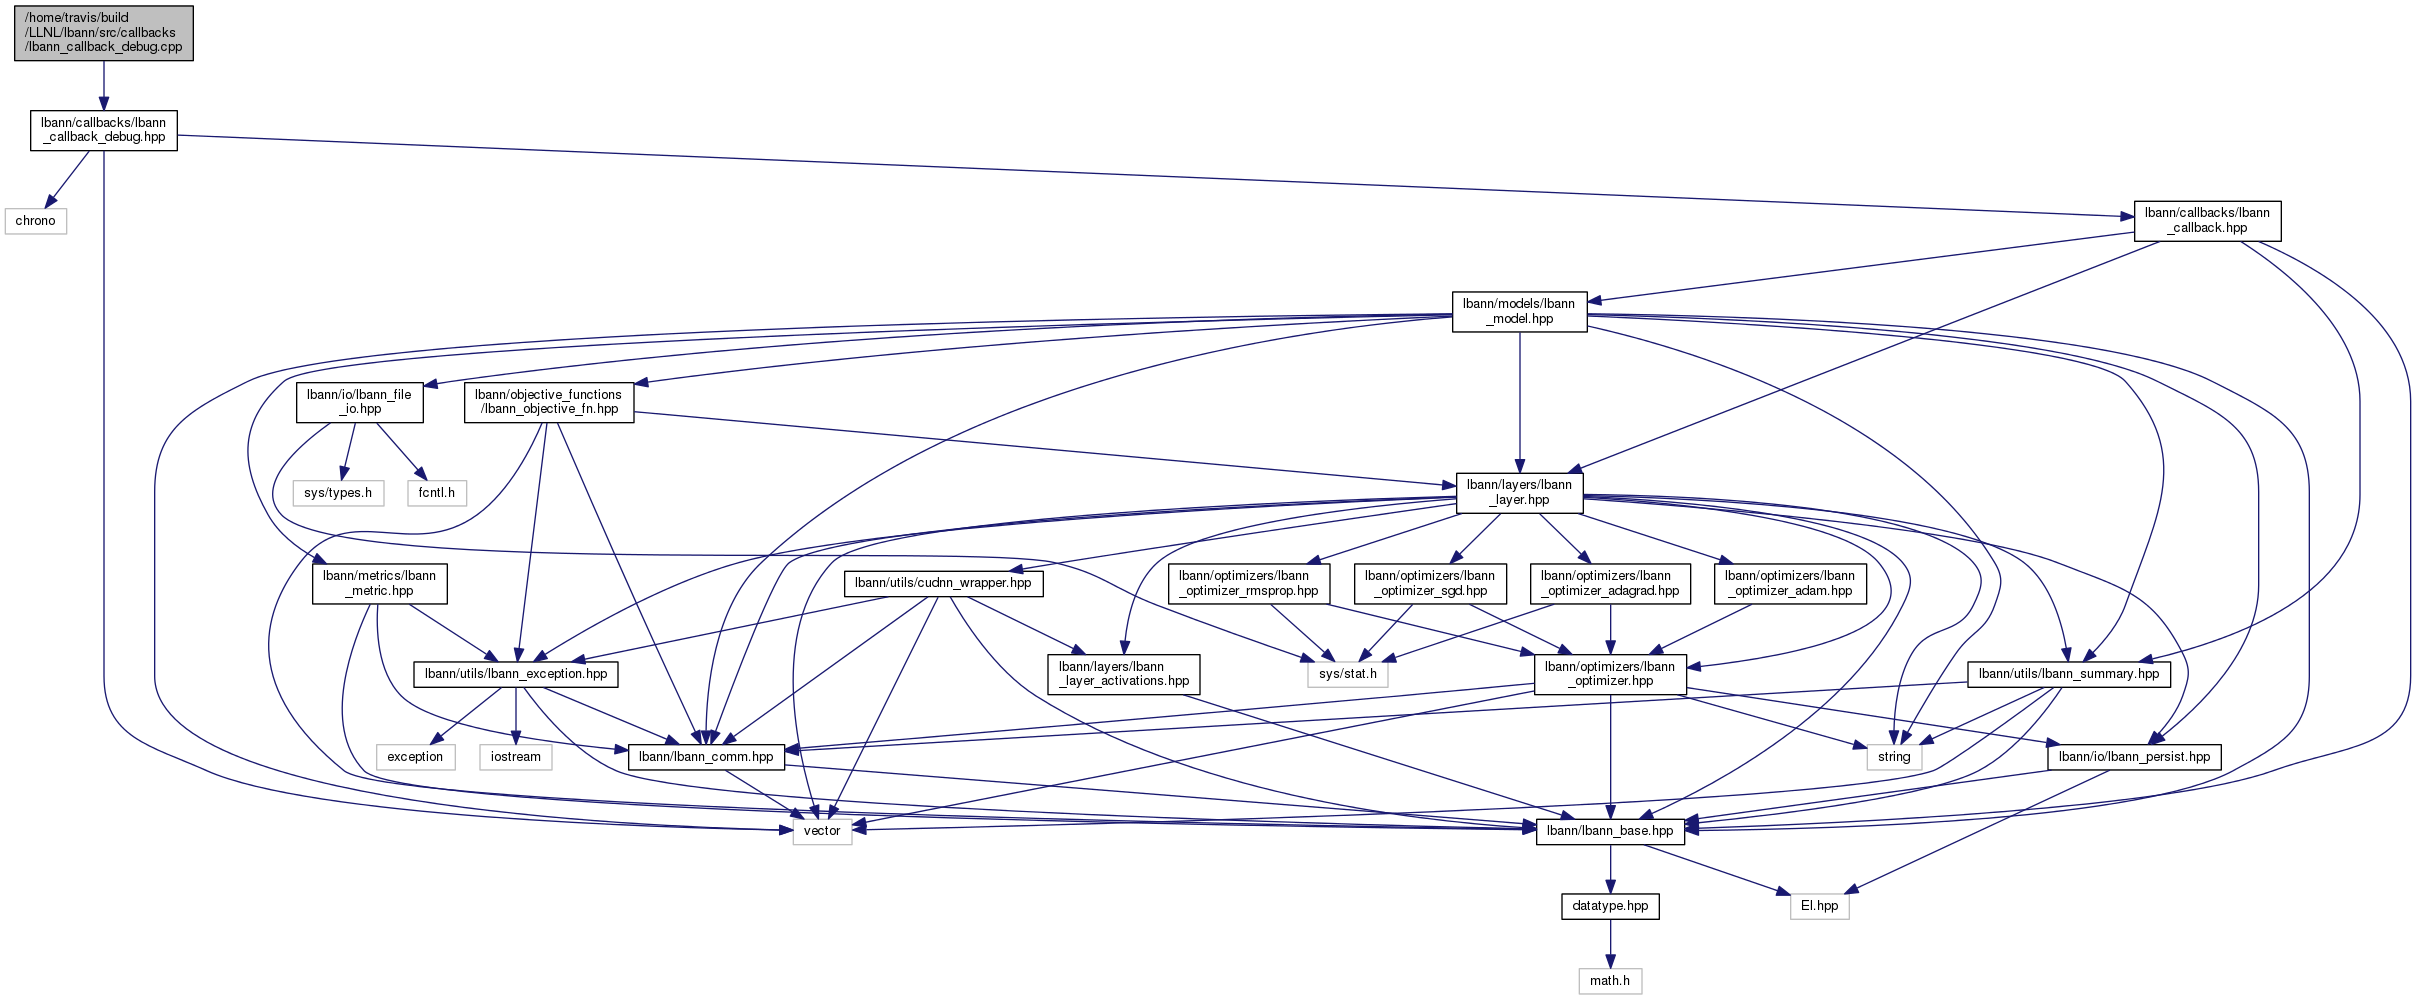 /home/travis/build
/LLNL/lbann/src/callbacks
/lbann_callback_debug.cpp
lbann/callbacks/lbann
_callback_debug.hpp
chrono
lbann/callbacks/lbann
_callback.hpp
lbann/models/lbann
_model.hpp
lbann/io/lbann_file
_io.hpp
lbann/objective_functions
/lbann_objective_fn.hpp
sys/types.h
fcntl.h
lbann/layers/lbann
_layer.hpp
lbann/metrics/lbann
_metric.hpp
lbann/utils/cudnn_wrapper.hpp
lbann/optimizers/lbann
_optimizer_rmsprop.hpp
lbann/optimizers/lbann
_optimizer_sgd.hpp
lbann/optimizers/lbann
_optimizer_adagrad.hpp
lbann/optimizers/lbann
_optimizer_adam.hpp
lbann/utils/lbann_exception.hpp
lbann/layers/lbann
_layer_activations.hpp
sys/stat.h
lbann/optimizers/lbann
_optimizer.hpp
lbann/utils/lbann_summary.hpp
exception
iostream
lbann/lbann_comm.hpp
string
lbann/io/lbann_persist.hpp
vector
lbann/lbann_base.hpp
datatype.hpp
El.hpp
math.h